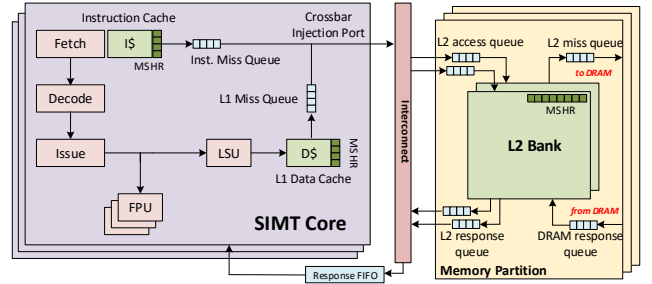 Instruction Cache
Crossbar
Injection Port
Fetch
I$
MSHR
Inst. Miss Queue
L1 Miss Queue
Decode
Issue
LSU
D$
MSHR
L1 Data Cache
FPU
SIMT Core
Response FIFO
Interconnect
L2 access queue
L2 miss queue
to DRAM
MSHR
L2 Bank
from DRAM
L2 response
queue
DRAM response
queue
Memory Partition